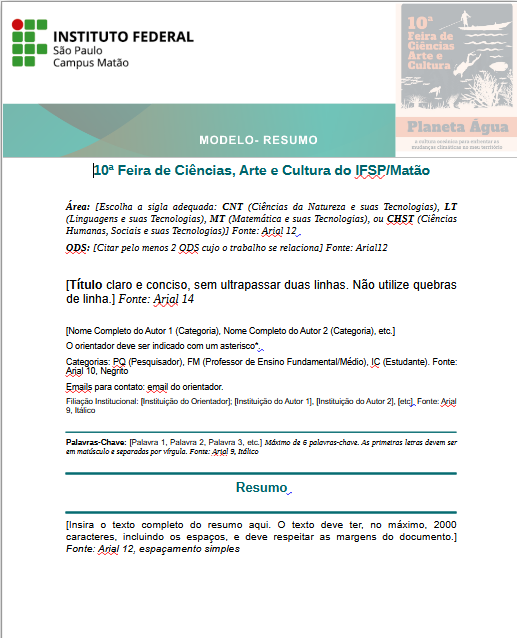 INSTITUTO FEDERAL
São Paulo
Campus Matão
10ª
Feira de
Ciências
Arte e
Cultura
Planeta Água
a cultura oceânica para enfrentar as
mudanças climáticas no meu território
MODELO- RESUMO
10ª Feira de Ciências, Arte e Cultura do IFSP/Matão
Área: [Escolha a sigla adequada: CNT (Ciências da Natureza e suas Tecnologias), LT
(Linguagens e suas Tecnologias), MT (Matemática e suas Tecnologias), ou CHST (Ciências
Humanas, Sociais e suas Tecnologias)] Fonte: Arial 12
ODS: [Citar pelo menos 2 ODS cujo o trabalho se relaciona] Fonte: Arial12
[Título claro e conciso, sem ultrapassar duas linhas. Não utilize quebras
de linha.] Fonte: Arial 14
[Nome Completo do Autor 1 (Categoria), Nome Completo do Autor 2 (Categoria), etc.]
O orientador deve ser indicado com um asterisco*.
Categorias: PQ (Pesquisador), FM (Professor de Ensino Fundamental/Médio), IC (Estudante). Fonte:
Arial 10, Negrito
Emails para contato: email do orientador.
Filiação Institucional: [Instituição do Orientador]; [Instituição do Autor 1], [Instituição do Autor 2], [etc]. Fonte: Arial
9, Itálico
Palavras-Chave: [Palavra 1, Palavra 2, Palavra 3, etc.] Máximo de 6 palavras-chave. As primeiras letras devem ser
em maiúsculo e separadas por vírgula. Fonte: Arial 9, Itálico
Resumo
[Insira o texto completo do resumo aqui. O texto deve ter, no máximo, 2000
caracteres, incluindo os espaços, e deve respeitar as margens do documento.]
Fonte: Arial 12, espaçamento simples